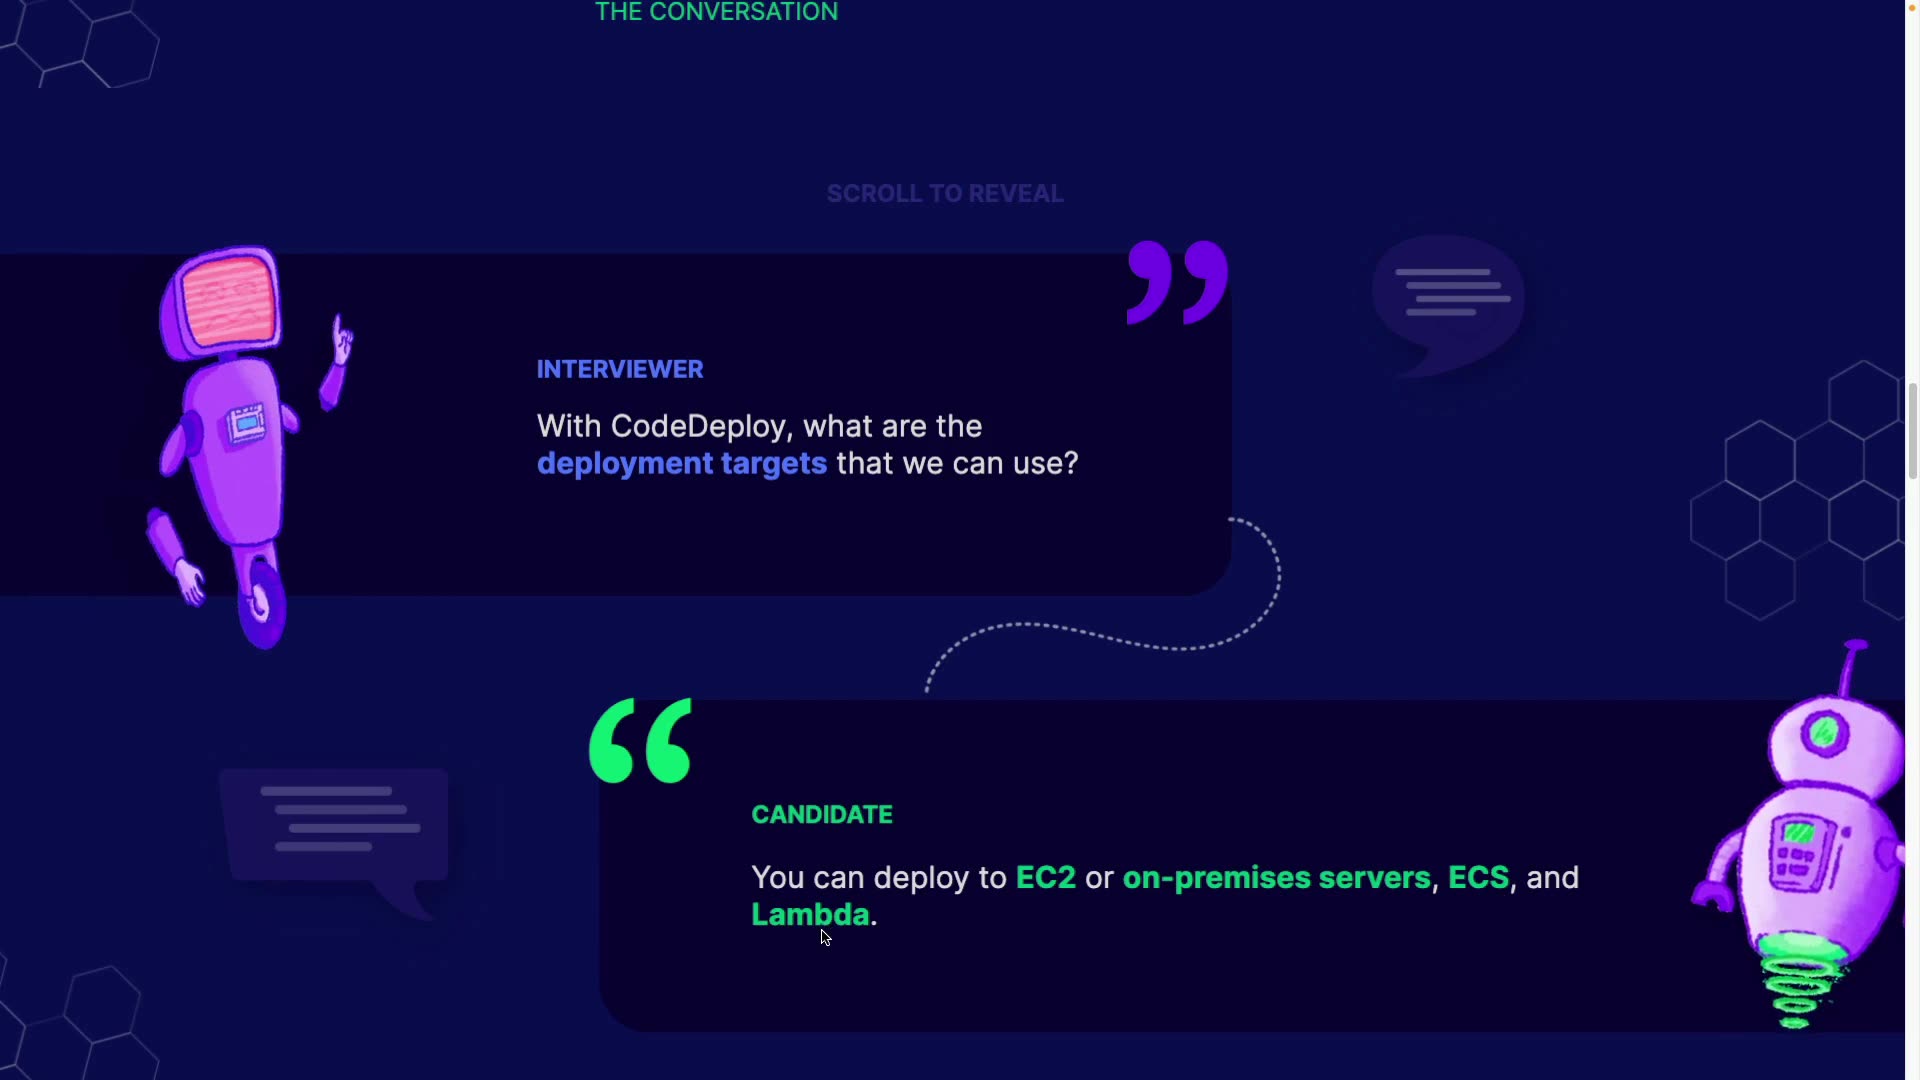 THE CONVERSATION
SCROLL TO REVEAL
INTERVIEWER
With CodeDeploy, what are the
deployment targets that we can use?
CANDIDATE
You can deploy to EC2 or on-premises servers, ECS, and
Lambda.